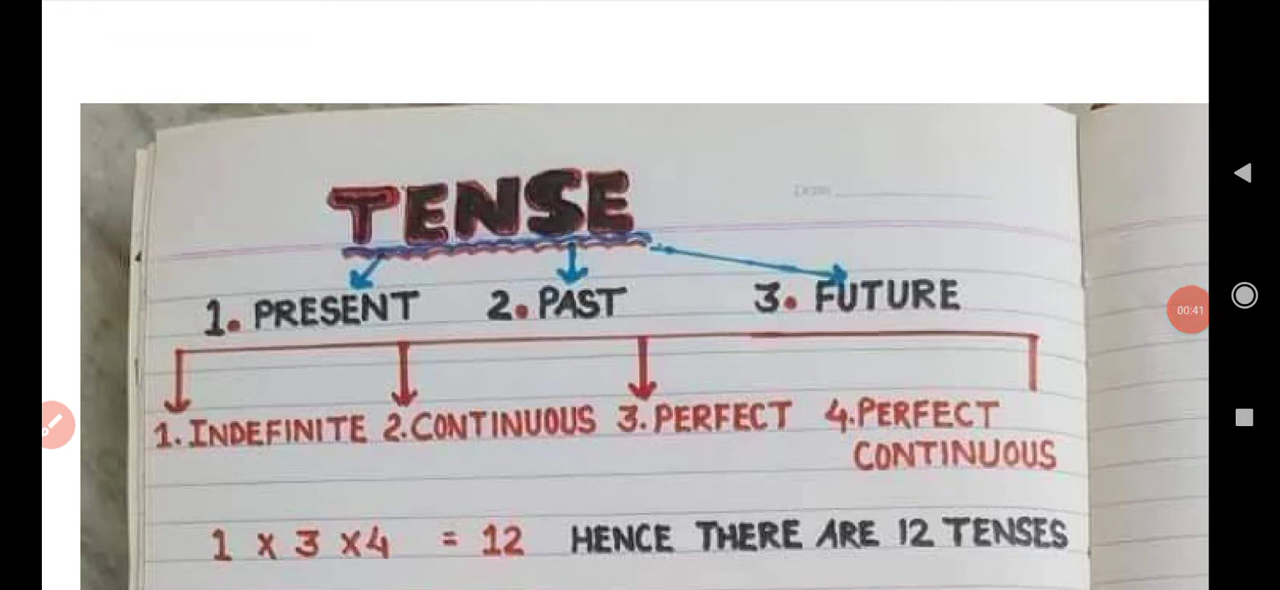 TENSE
Date
1. PRESENT 2. PAST 3. FUTURE
1. INDEFINITE 2. CONTINUOUS 3. PERFECT 4. PERFECT
CONTINUOUS
1 x 3 x 4 = 12 HENCE THERE ARE 12 TENSES
00:41